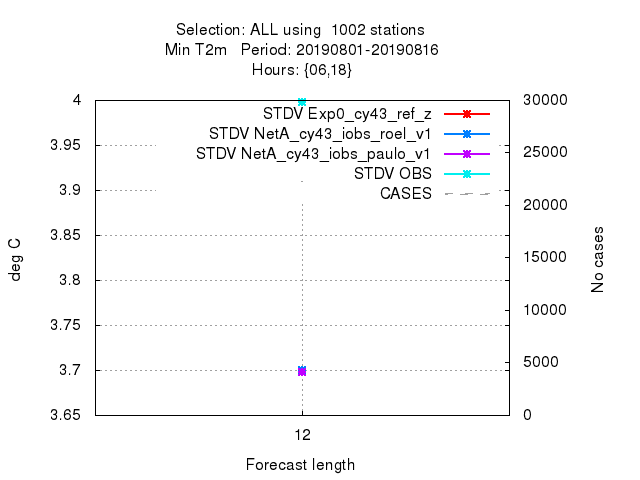 Selection: ALL using  1002 stations
Min T2m   Period: 20190801-20190816
Hours: {06,18}
4
3.95
3.9
3.85
3.8
3.75
3.7
3.65
deg C
STDV Exp0_cy43_ref_z
STDV NetA_cy43_iobs_roel_v1
STDV NetA_cy43_iobs_paulo_v1
STDV OBS
CASES
30000
25000
20000
15000
10000
5000
0
No cases
12
Forecast length